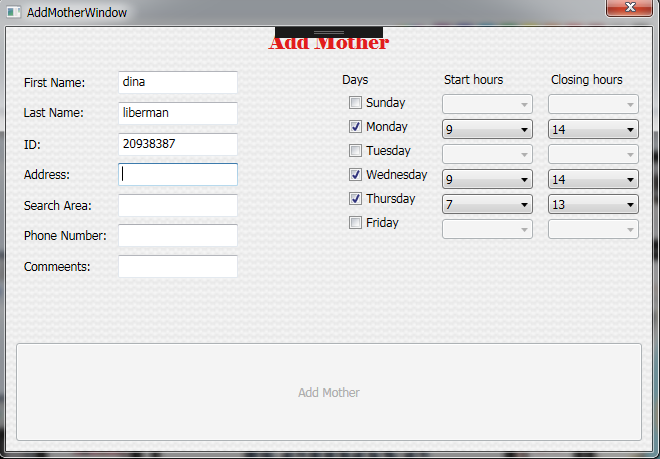 AddMotherWindow
Add Mother
First Name: dina
Last Name: liberman
ID: 20938387
Address:
Search Area:
Phone Number:
Commeents:
Days Start hours Closing hours
Sunday
Monday 9 14
Tuesday
Wednesday 9 14
Thursday 7 13
Friday
Add Mother